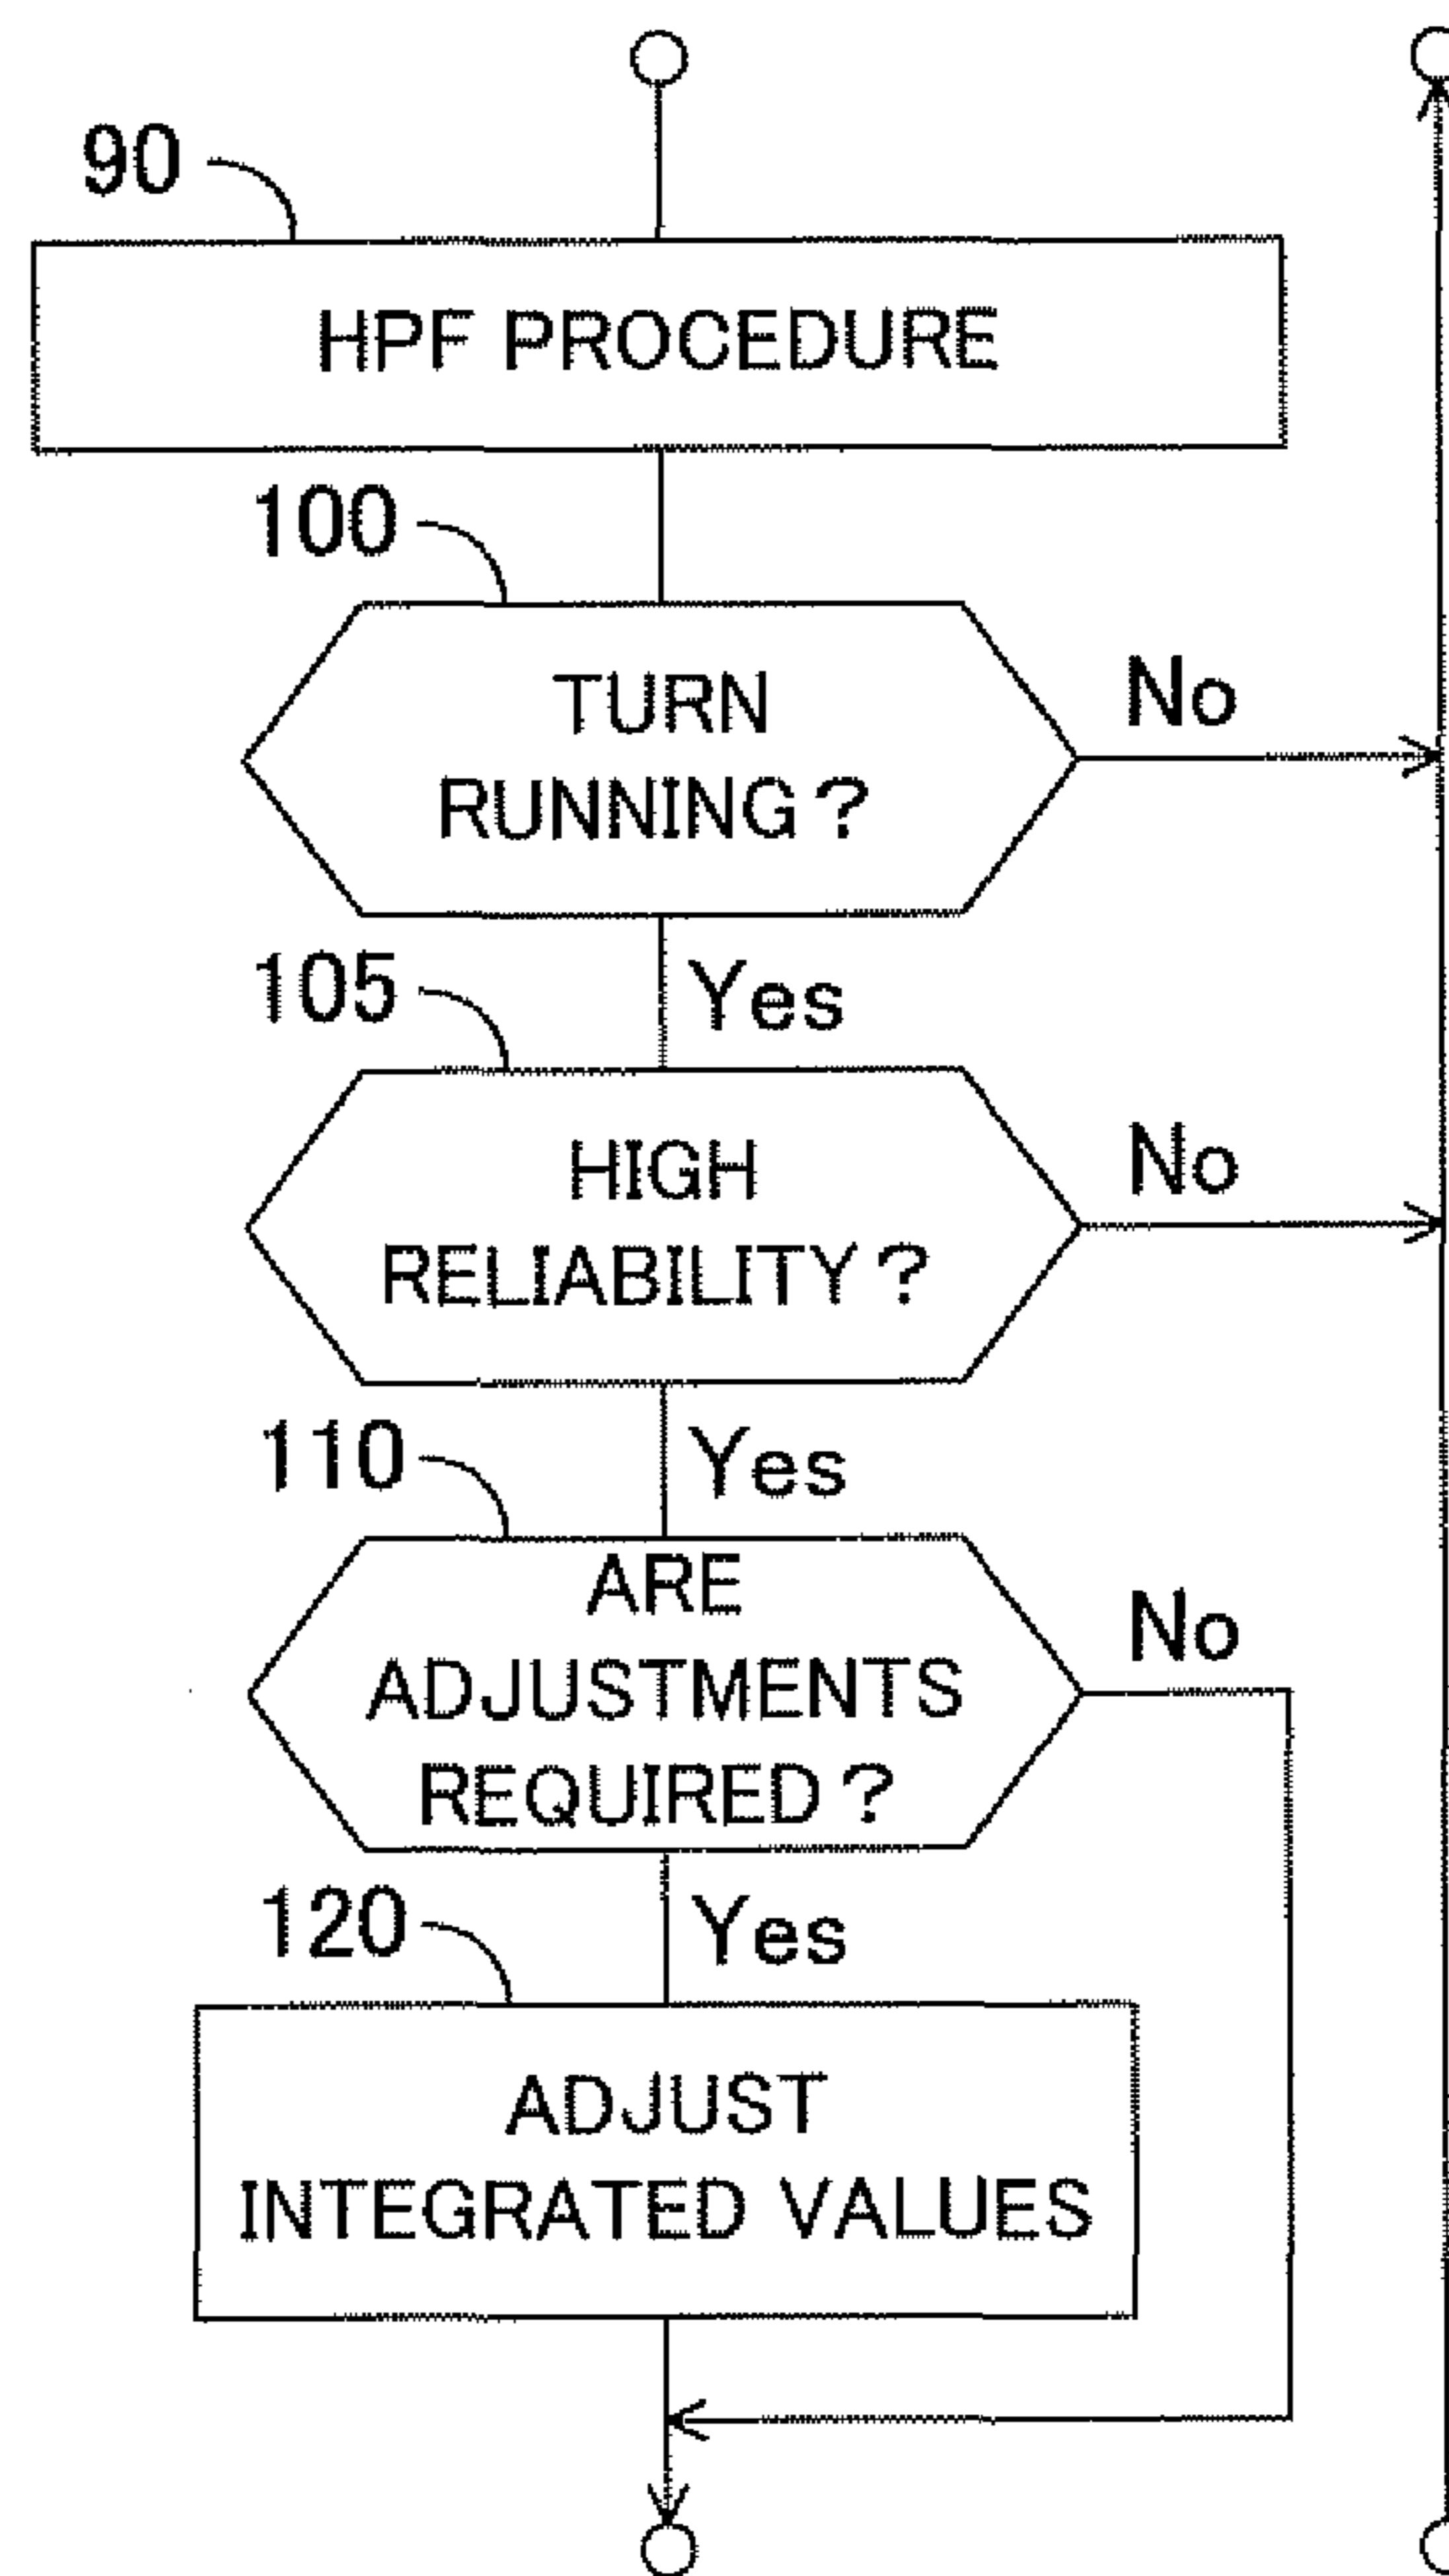 90
HPF PROCEDURE
100
TURN
RUNNING?
No
Yes
105
HIGH
RELIABILITY?
No
Yes
110
ARE
ADJUSTMENTS
REQUIRED?
No
Yes
120
ADJUST
INTEGRATED VALUES